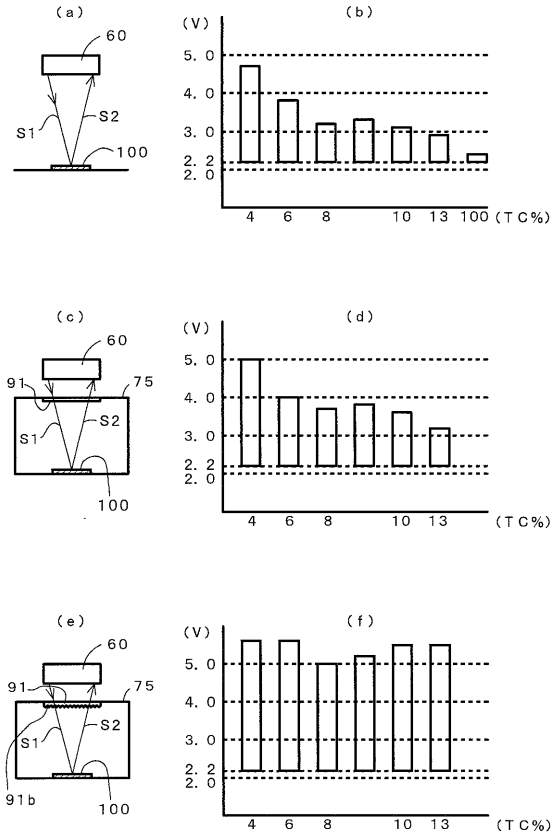 (a)
60
S1
S2
100
(b)
(V)
5.0
4.0
3.0
2.2
2.0
4 6 8 10 13 100 (TC%)
(c)
60
91
75
S1
S2
100
(d)
(V)
5.0
4.0
3.0
2.2
2.0
4 6 8 10 13 (TC%)
(e)
60
91
75
S1
S2
91b
100
(f)
(V)
5.0
4.0
3.0
2.2
2.0
4 6 8 10 13 (TC%)